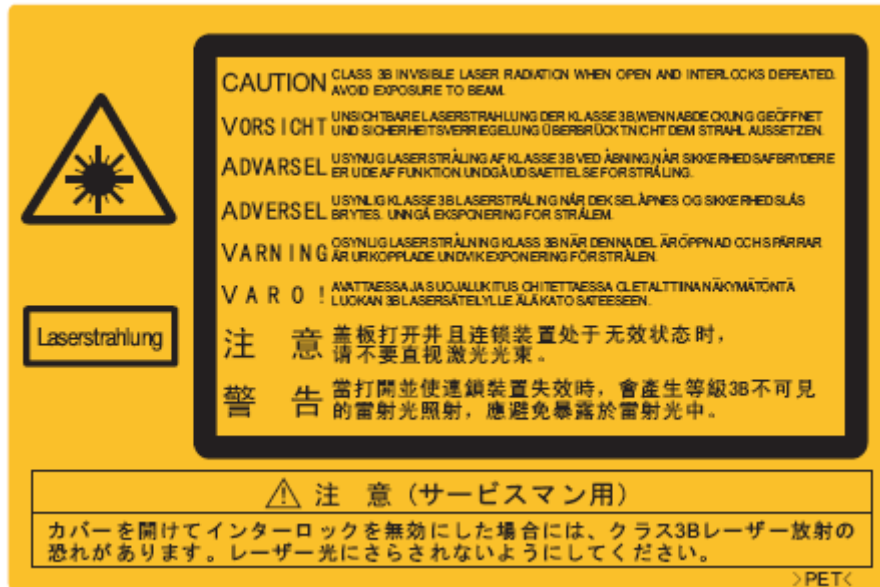 CAUTION CLASS 3B INVISIBLE LASER RADIATION WHEN OPEN AND INTERLOCKS DEFEATED.
AVOID EXPOSURE TO BEAM.
VORSICHT UNSICHTBARE LASERSTRAHLUNG DER KLASSE 3B,WENN ABDECKUNG GEÖFFNET
UND SICHERHEITSVERRIEGELUNG ÜBERBRÜCKT.NICHT DEM STRAHL AUSSETZEN.
ADVARSEL USYNLIG LASERSTRÅLING AF KLASSE 3B VED ÅBNING,NÅR SIKKERHEDSAFBRYDERE
ER UDE AF FUNKTION.UNDGÅ UDSAETTELSE FOR STRÅLING.
ADVERSEL USYNLIG KLASSE 3B LASERSTRÅLING NÅR DEKSEL ÅPNES OG SIKKERHEDSLÅS
BRYTES. UNNGÅ EKSPONERING FOR STRÅLEM.
VARNING OSYNLIG LASERSTRÅLNING KLASS 3B NÄR DENNA DEL ÄR ÖPPNAD OCH SPÄRRAR
ÄR URKOPPLADE.UNDVIK EXPONERING FÖR STRÅLEN.
VARO! AVATTAESSA JA SUOJALUKITUS OHITETTAESSA OLET ALTTIINA NÄKYMÄTÖNTÄ
LUOKAN 3B LASERSÄTEILYLLE.ÄLÄ KATO SATEESEEN.
注 意 盖板打开并且连锁装置处于无效状态时，
请不要直视激光光束。
警 告 當打開並使連鎖裝置失效時，會產生等級3B不可見
的雷射光照射，應避免暴露於雷射光中。
Laserstrahlung
⚠ 注 意（サービスマン用）
カバーを開けてインターロックを無効にした場合には、クラス3Bレーザー放射の
恐れがあります。レーザー光にさらされないようにしてください。
>PET<